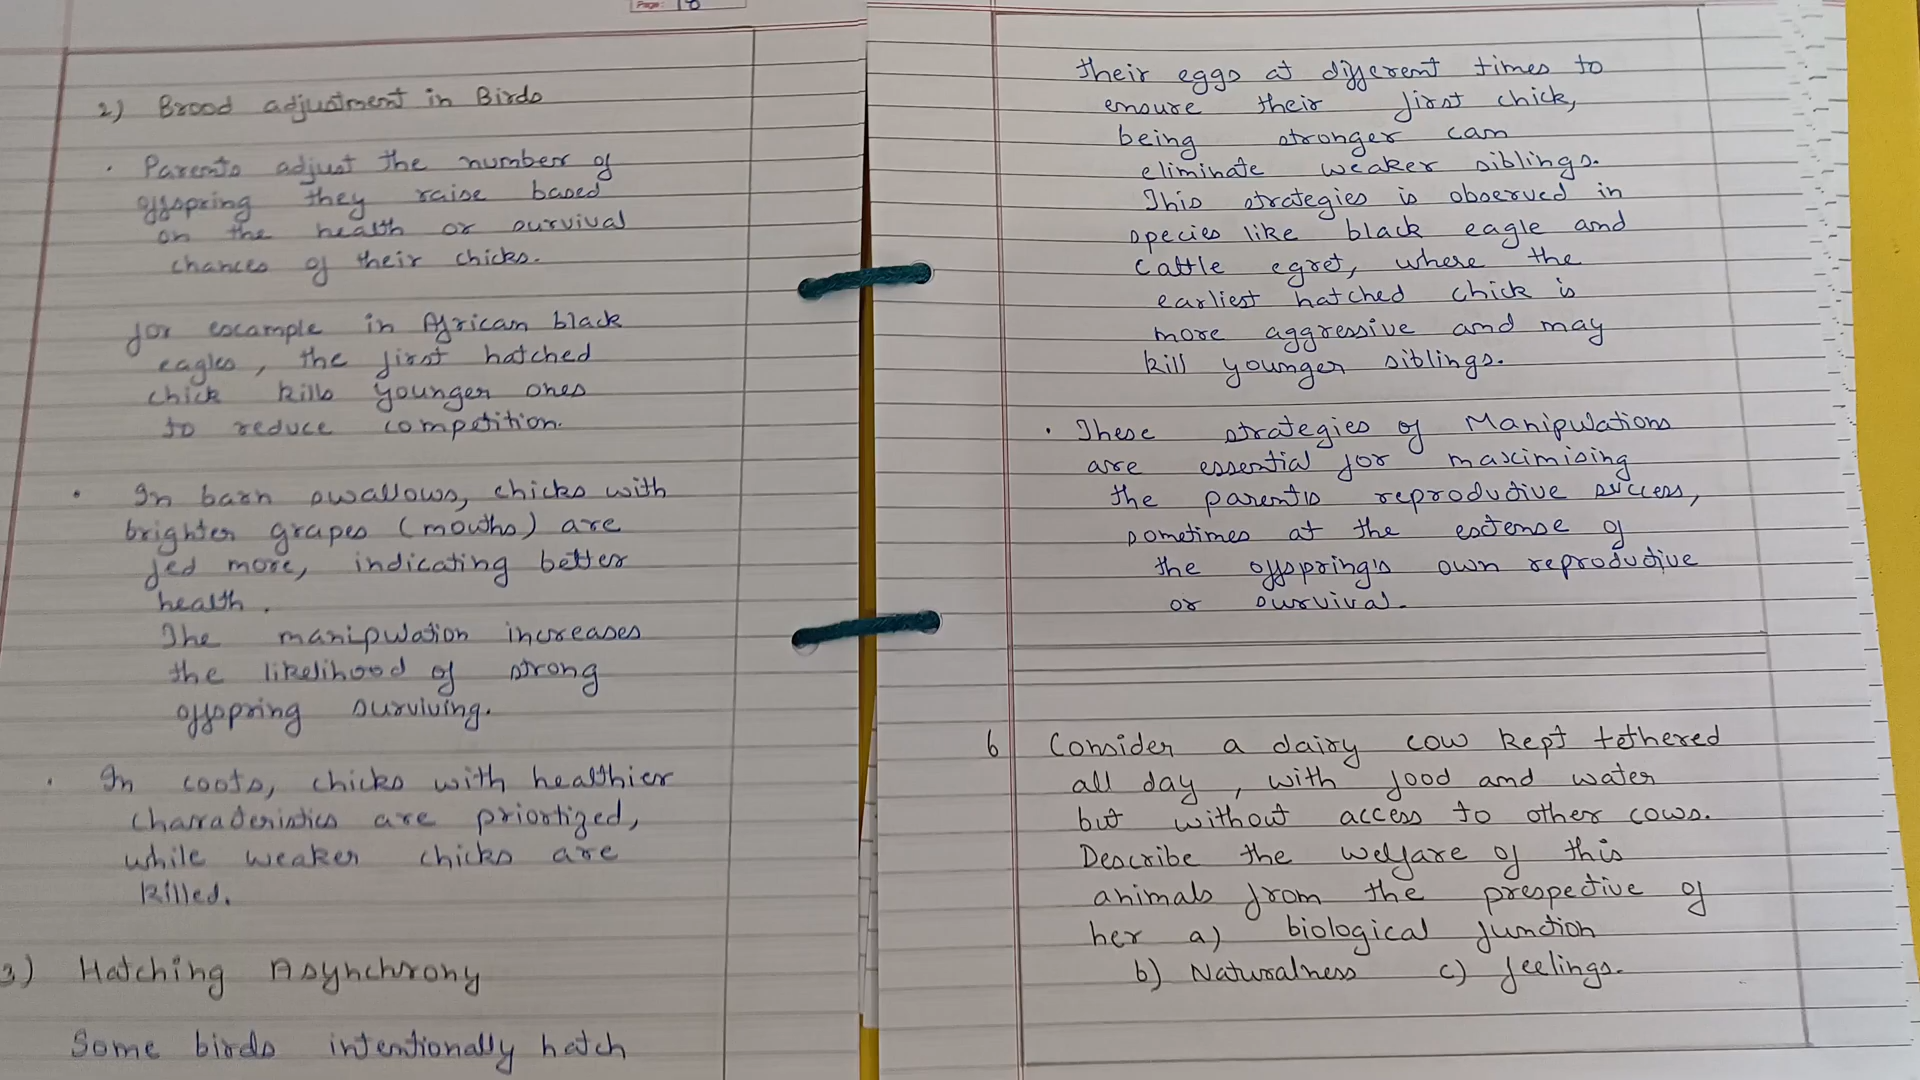 Page: 18
2) Brood adjustment in Birds
· Parents adjust the number of
offspring they raise based
on the health or survival
chances of their chicks.
for example in African black
eagles, the first hatched
chick kills younger ones
to reduce competition.
· In barn swallows, chicks with
brighter grapes (mouths) are
fed more, indicating better
health.
The manipulation increases
the likelihood of strong
offspring surviving.
· In coots, chicks with healthier
charracteristics are priortized,
while weaker chicks are
killed.
3) Hatching Asynchrony
Some birds intentionally hatch
their eggs at different times to
ensure their first chick,
being stronger can
eliminate weaker siblings.
This strategies is observed in
species like black eagle and
cattle egret, where the
earliest hatched chick is
more aggressive and may
kill younger siblings.
· These strategies of Manipulations
are essential for maximising
the parents reproductive success,
sometimes at the extense of
the offspring's own reproductive
or survival.
6 Consider a dairy cow kept tethered
all day, with food and water
but without access to other cows.
Describe the welfare of this
animals from the prespective of
her a) biological function
b) Naturalness c) feelings.